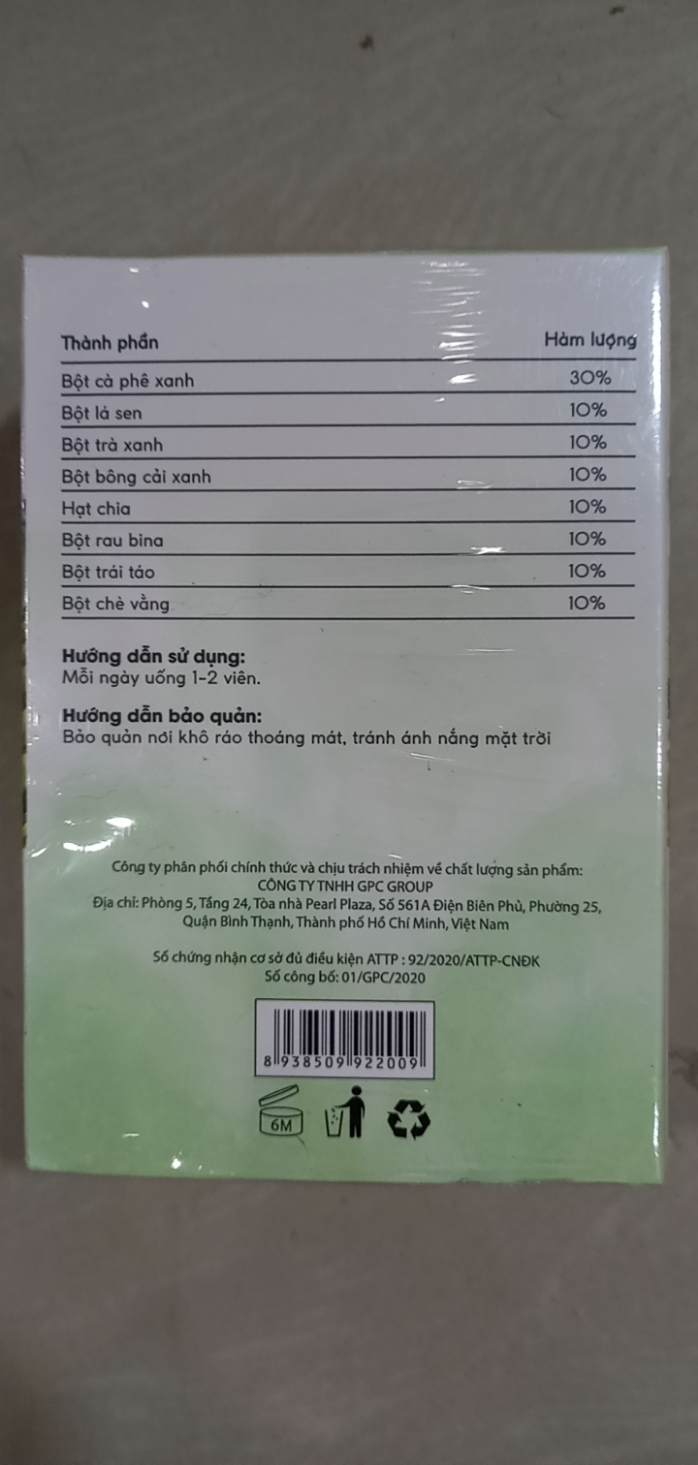 Thành phần Hàm lượng
Bột cà phê xanh 30%
Bột lá sen 10%
Bột trà xanh 10%
Bột bông cải xanh 10%
Hạt chia 10%
Bột rau bina 10%
Bột trái táo 10%
Bột chè vằng 10%
Hướng dẫn sử dụng:
Mỗi ngày uống 1-2 viên.
Hướng dẫn bảo quản:
Bảo quản nơi khô ráo thoáng mát, tránh ánh nắng mặt trời
Công ty phân phối chính thức và chịu trách nhiệm về chất lượng sản phẩm:
CÔNG TY TNHH GPC GROUP
Địa chỉ: Phòng 5, Tầng 24, Tòa nhà Pearl Plaza, Số 561A Điện Biên Phủ, Phường 25,
Quận Bình Thạnh, Thành phố Hồ Chí Minh, Việt Nam
Số chứng nhận cơ sở đủ điều kiện ATTP : 92/2020/ATTP-CNĐK
Số công bố: 01/GPC/2020
8 938509 922009
6M